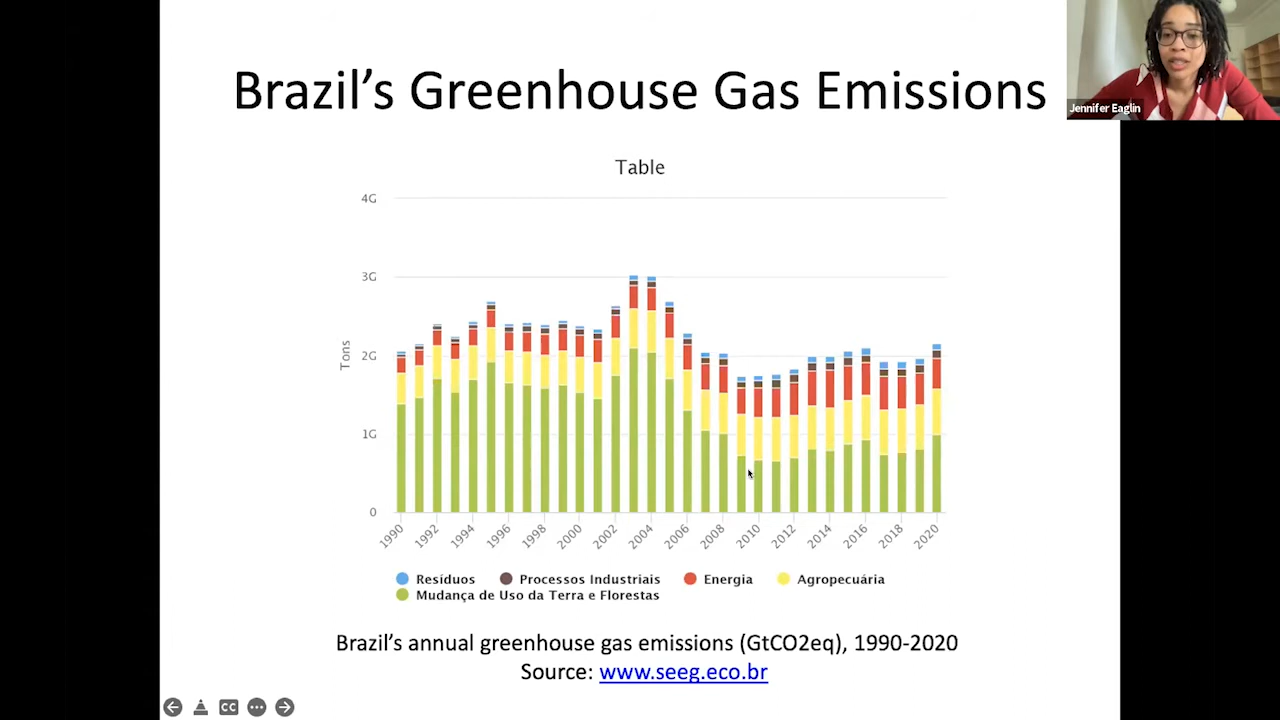 Brazil's Greenhouse Gas Emissions
Jennifer Eaglin
Table
4G
3G
2G
1G
0
Tons
1990
1992
1994
1996
1998
2000
2002
2004
2006
2008
2010
2012
2014
2016
2018
2020
Resíduos
Processos Industriais
Energia
Agropecuária
Mudança de Uso da Terra e Florestas
Brazil's annual greenhouse gas emissions (GtCO2eq), 1990-2020
Source: www.seeg.eco.br
CC